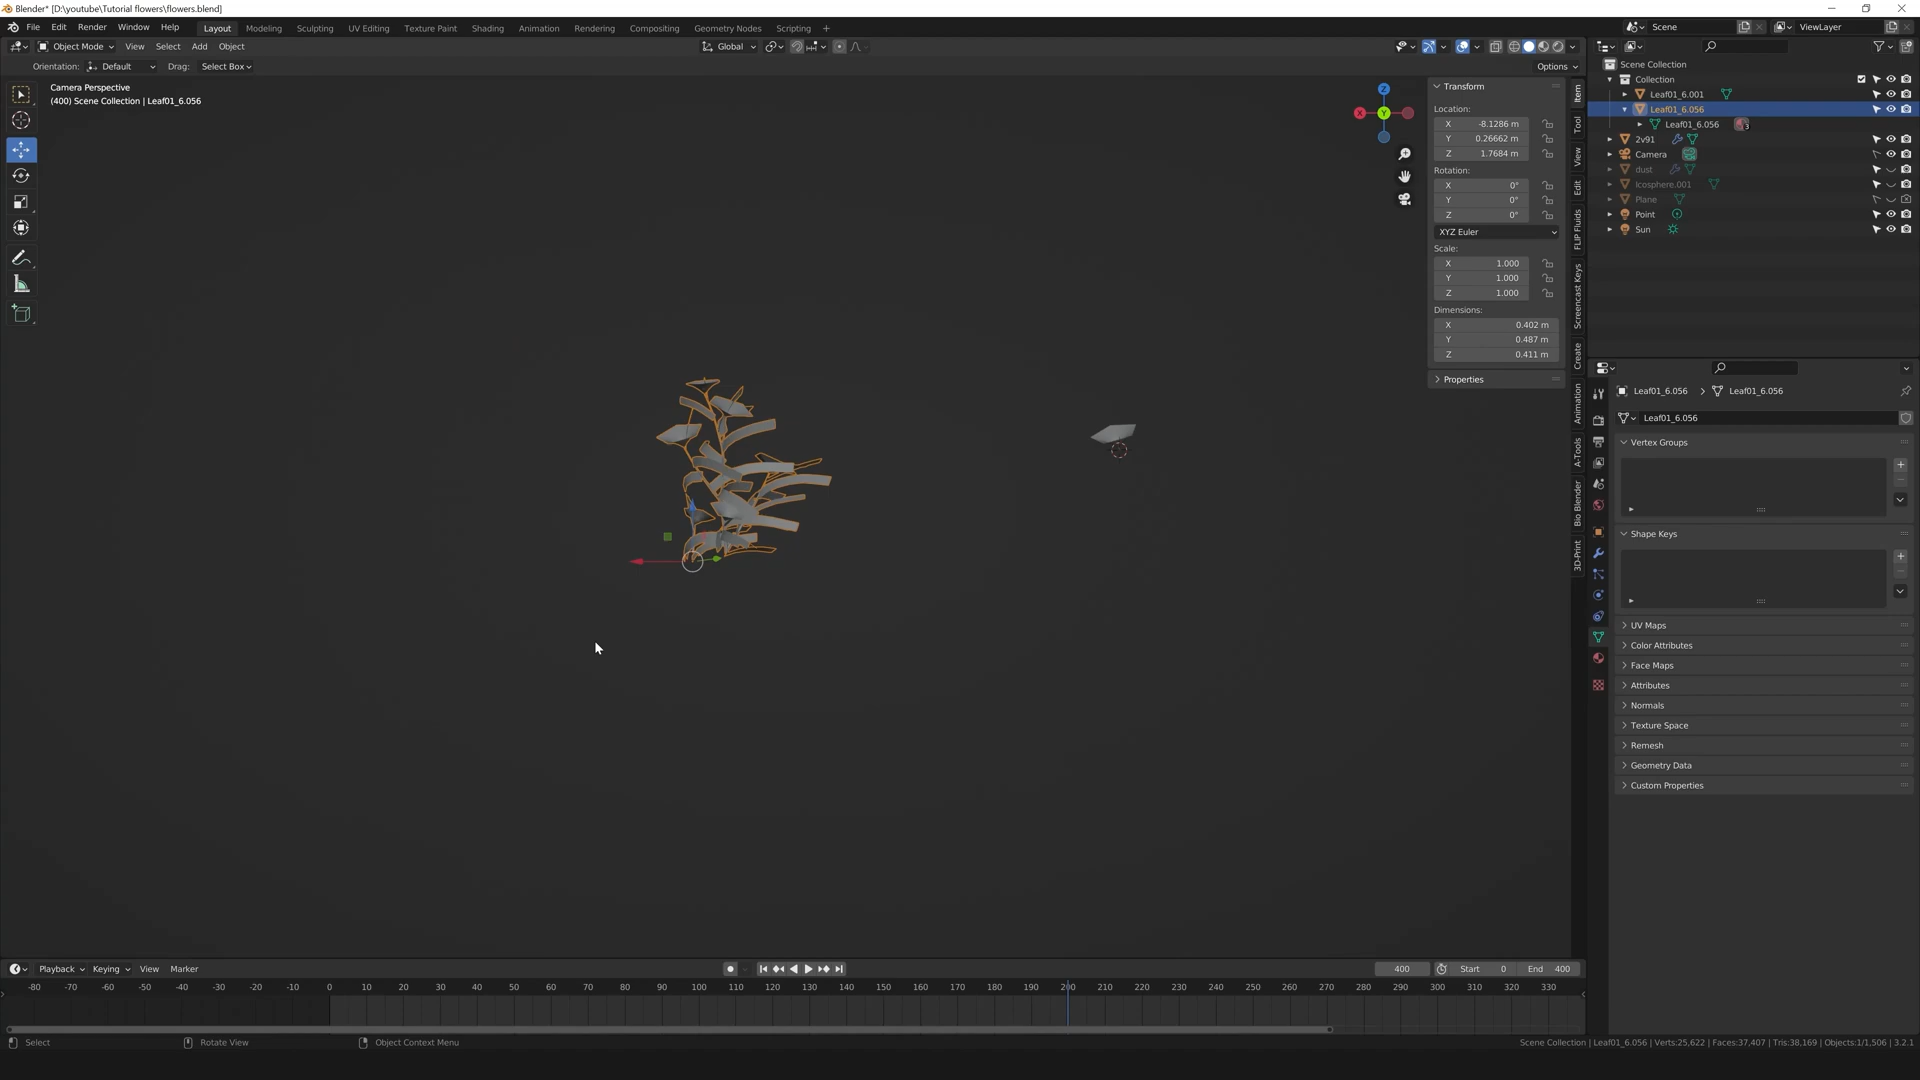 Blender* [D:\youtube\Tutorial flowers\flowers.blend]
File Edit Render Window Help Layout Modeling Sculpting UV Editing Texture Paint Shading Animation Rendering Compositing Geometry Nodes Scripting + Scene ViewLayer
Object Mode View Select Add Object Global
Orientation: Default Drag: Select Box Options
Camera Perspective
(400) Scene Collection | Leaf01_6.056
Z
X Y
Transform
Location:
X -8.1286 m
Y 0.26662 m
Z 1.7684 m
Rotation:
X 0°
Y 0°
Z 0°
XYZ Euler
Scale:
X 1.000
Y 1.000
Z 1.000
Dimensions:
X 0.402 m
Y 0.487 m
Z 0.411 m
Properties
Item
Tool
View
Edit
FLIP Fluids
Screencast Keys
Create
Animation
A-Tools
Bio Blender
3D-Print
Scene Collection
Collection
Leaf01_6.001
Leaf01_6.056
Leaf01_6.056 3
2v91
Camera
dust
Icosphere.001
Plane
Point
Sun
Leaf01_6.056 > Leaf01_6.056
Leaf01_6.056
Vertex Groups
Shape Keys
UV Maps
Color Attributes
Face Maps
Attributes
Normals
Texture Space
Remesh
Geometry Data
Custom Properties
Playback Keying View Marker 400 Start 0 End 400
-80 -70 -60 -50 -40 -30 -20 -10 0 10 20 30 40 50 60 70 80 90 100 110 120 130 140 150 160 170 180 190 200 210 220 230 240 250 260 270 280 290 300 310 320 330
Select Rotate View Object Context Menu Scene Collection | Leaf01_6.056 | Verts:25,622 | Faces:37,407 | Tris:38,169 | Objects:1/1,506 | 3.2.1